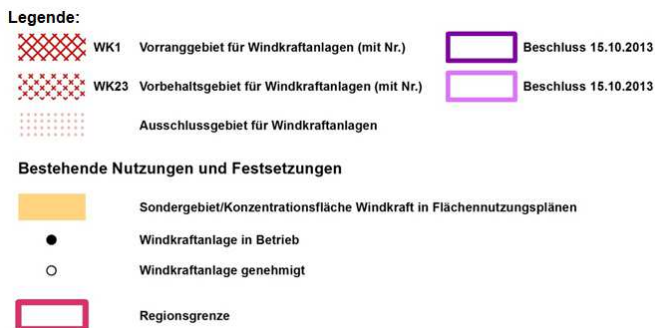 Legende:
WK1 Vorranggebiet für Windkraftanlagen (mit Nr.) Beschluss 15.10.2013
WK23 Vorbehaltsgebiet für Windkraftanlagen (mit Nr.) Beschluss 15.10.2013
Ausschlussgebiet für Windkraftanlagen
Bestehende Nutzungen und Festsetzungen
Sondergebiet/Konzentrationsfläche Windkraft in Flächennutzungsplänen
Windkraftanlage in Betrieb
Windkraftanlage genehmigt
Regionsgrenze